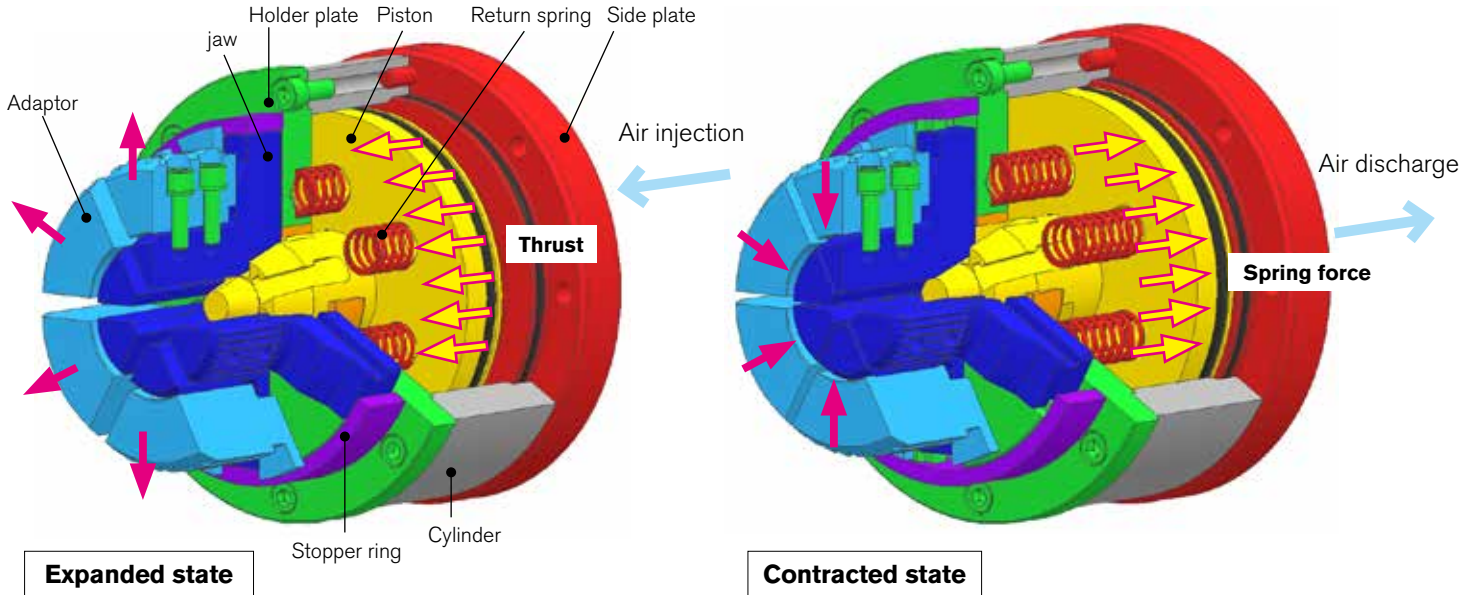 Holder plate
Piston
Return spring
Side plate
jaw
Adaptor
Air injection
Air discharge
Thrust
Spring force
Cylinder
Stopper ring
Expanded state
Contracted state